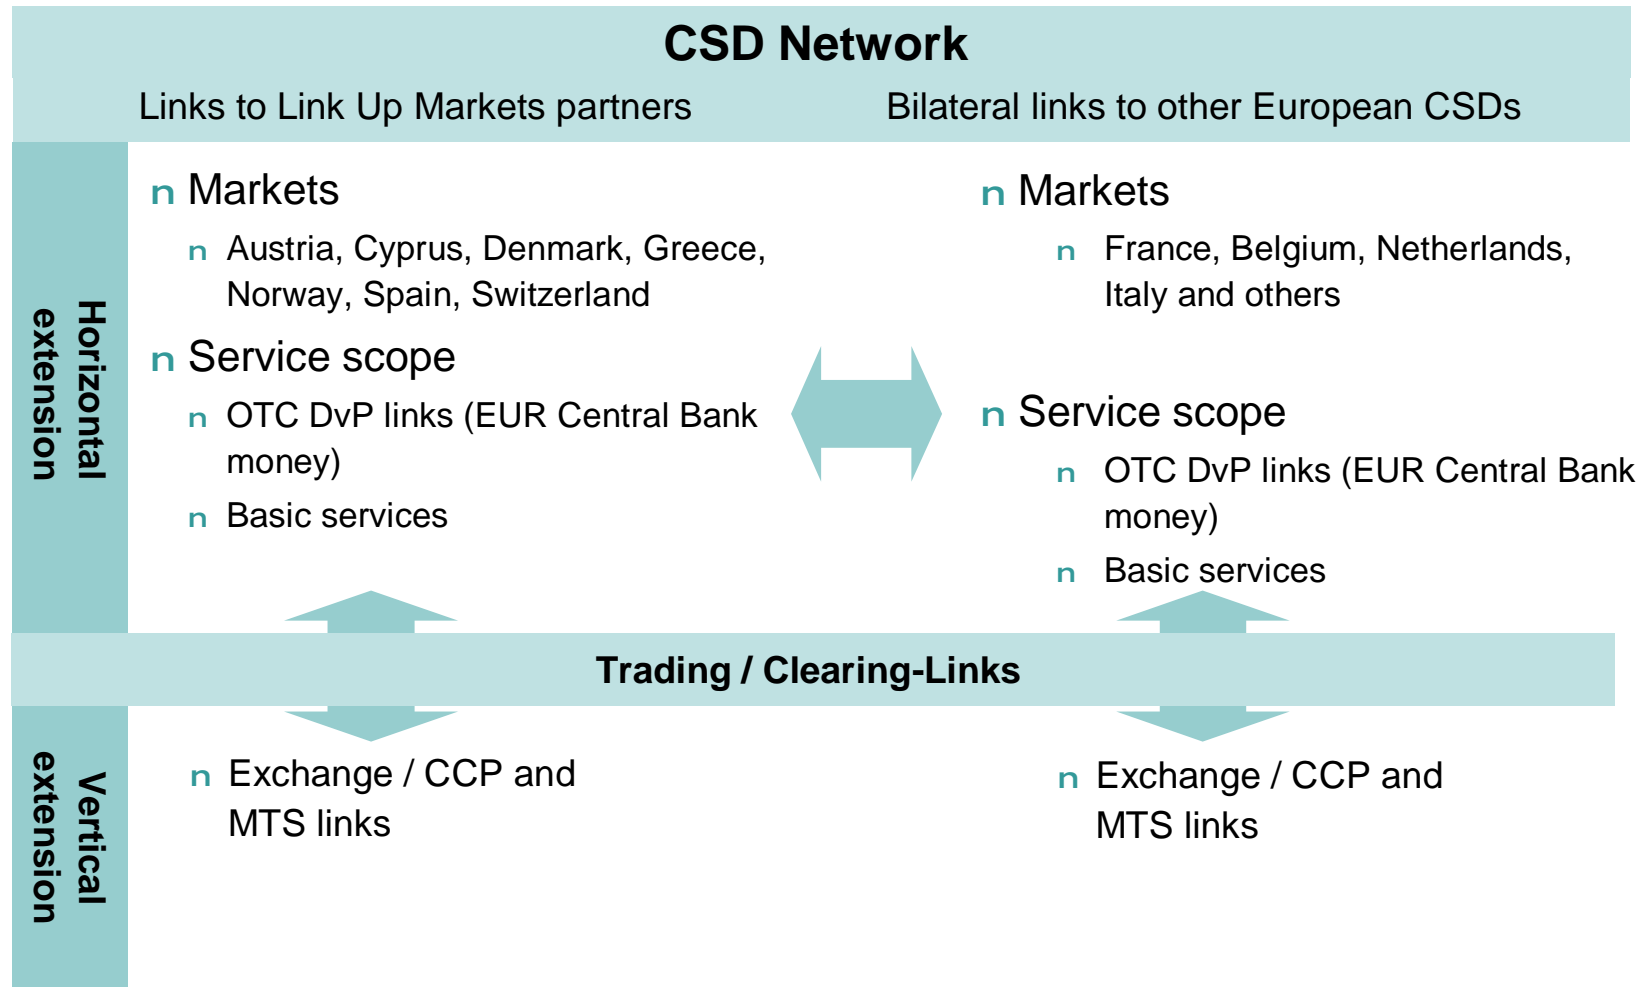 CSD Network
Links to Link Up Markets partners
Bilateral links to other European CSDs
Horizontal
extension
n Markets
n Austria, Cyprus, Denmark, Greece,
Norway, Spain, Switzerland
n Service scope
n OTC DvP links (EUR Central Bank
money)
n Basic services
n Markets
n France, Belgium, Netherlands,
Italy and others
n Service scope
n OTC DvP links (EUR Central Bank
money)
n Basic services
Trading / Clearing-Links
Vertical
extension
n Exchange / CCP and
MTS links
n Exchange / CCP and
MTS links